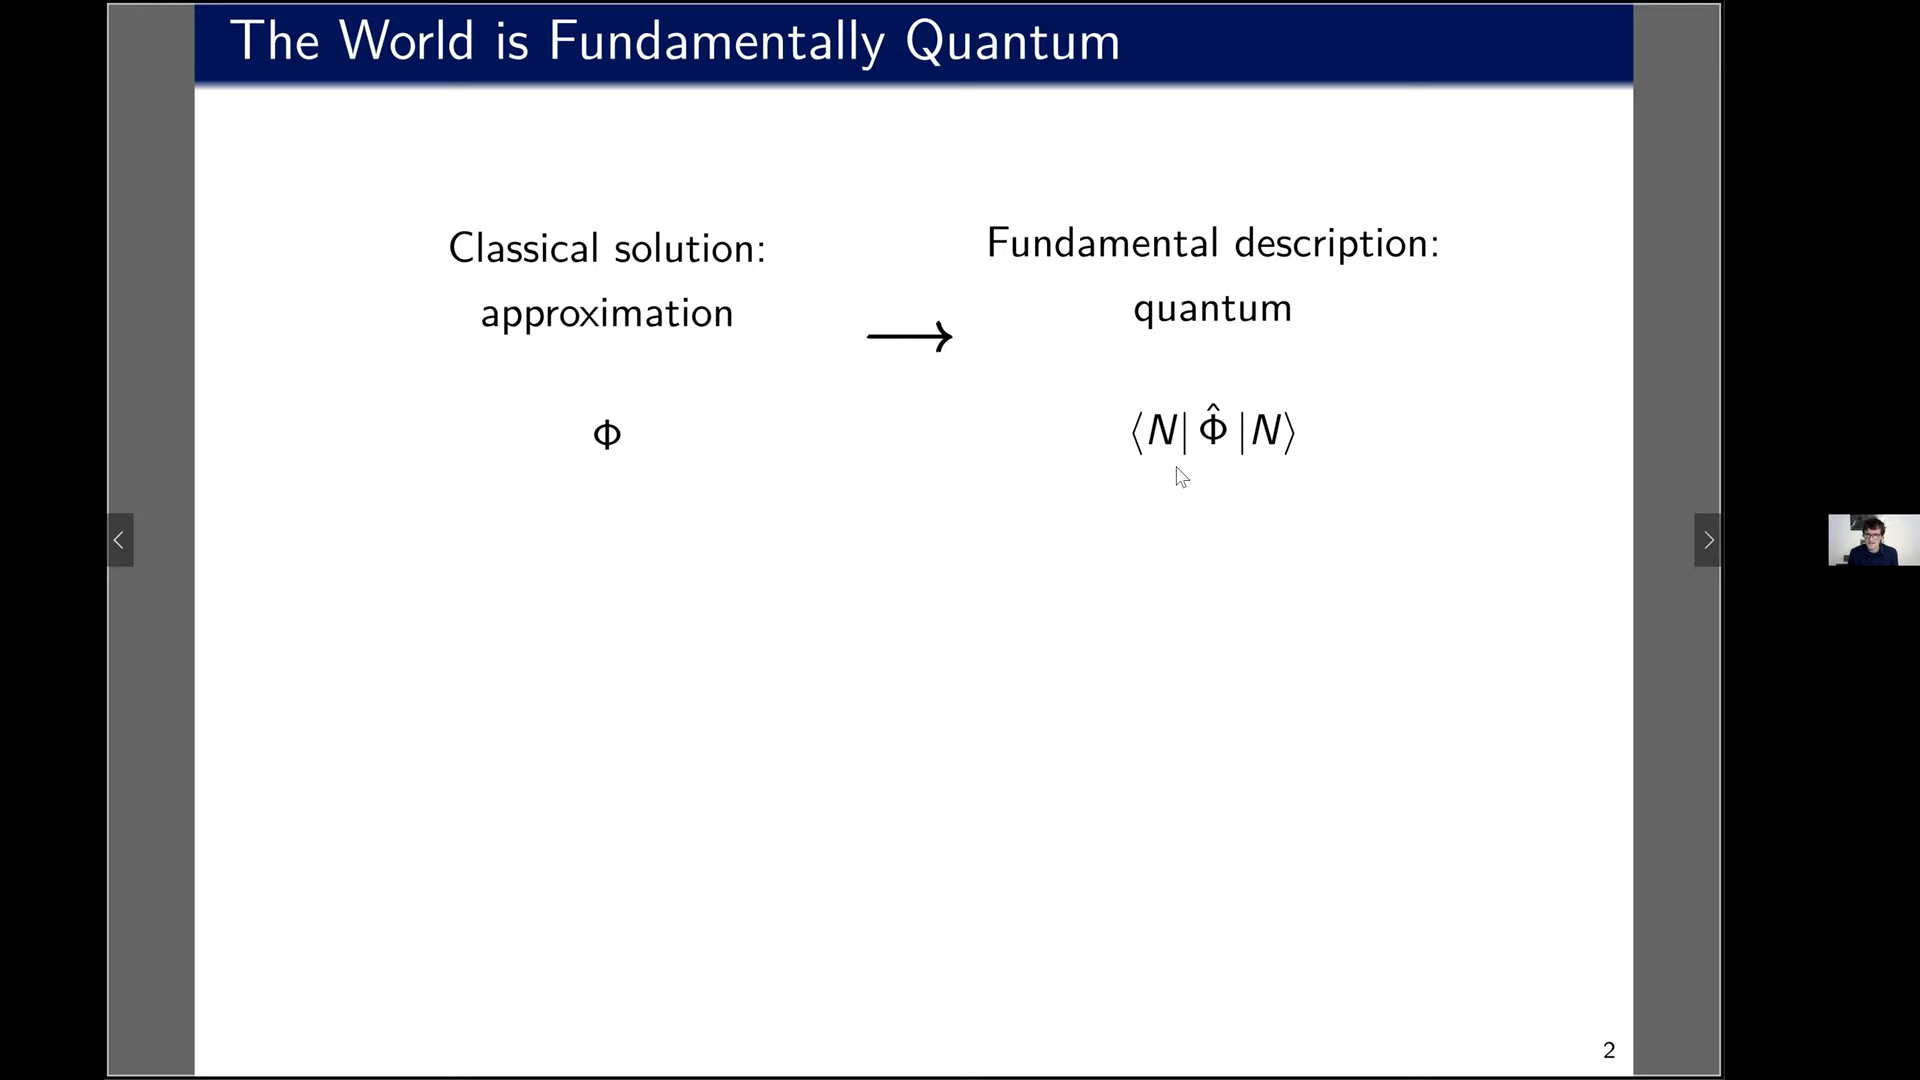 The World is Fundamentally Quantum
Classical solution:
approximation
Φ
⟶
Fundamental description:
quantum
⟨N| Φ̂ |N⟩
2